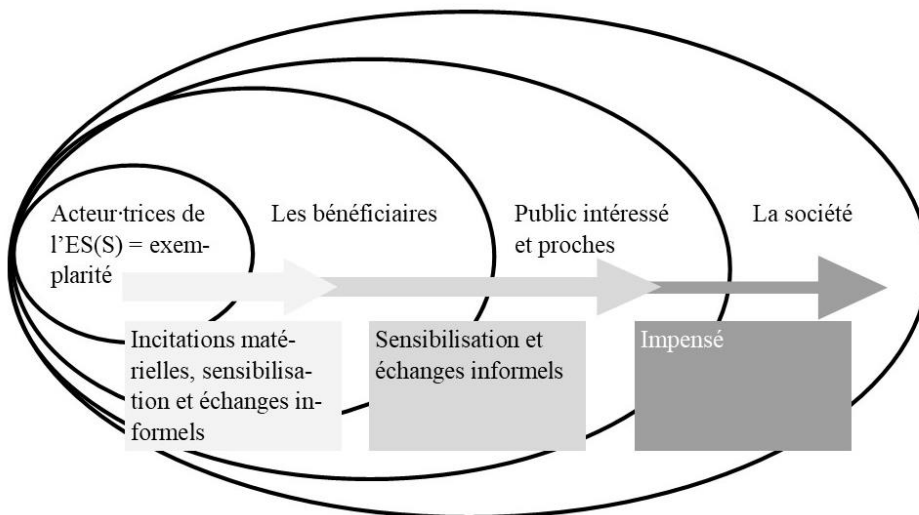 Acteur·trices de
l'ES(S) = exem-
plarité
Les bénéficiaires
Public intéressé
et proches
La société
Incitations maté-
rielles, sensibilisa-
tion et échanges in-
formels
Sensibilisation et
échanges informels
Impensé